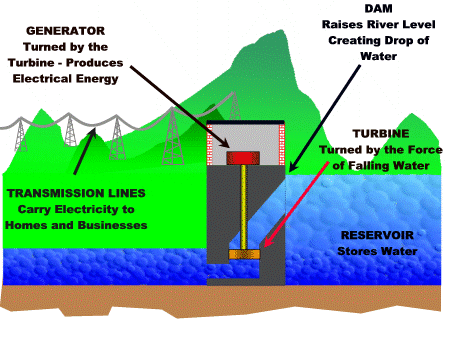 GENERATOR
Turned by the
Turbine - Produces
Electrical Energy
DAM
Raises River Level
Creating Drop of
Water
TURBINE
Turned by the Force
of Falling Water
TRANSMISSION LINES
Carry Electricity to
Homes and Businesses
RESERVOIR
Stores Water